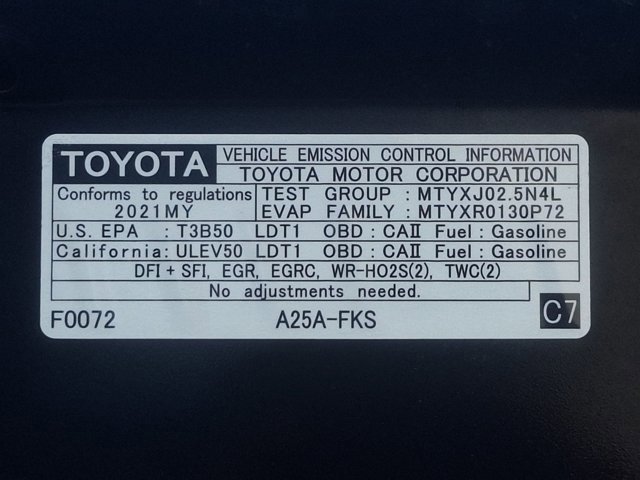 TOYOTA VEHICLE EMISSION CONTROL INFORMATION
TOYOTA MOTOR CORPORATION
Conforms to regulations TEST GROUP : MTYXJ02.5N4L
2021MY EVAP FAMILY : MTYXR0130P72
U.S. EPA : T3B50 LDT1 OBD : CAII Fuel : Gasoline
California: ULEV50 LDT1 OBD : CAII Fuel : Gasoline
DFI + SFI, EGR, EGRC, WR-HO2S(2), TWC(2)
No adjustments needed.
F0072 A25A-FKS C7